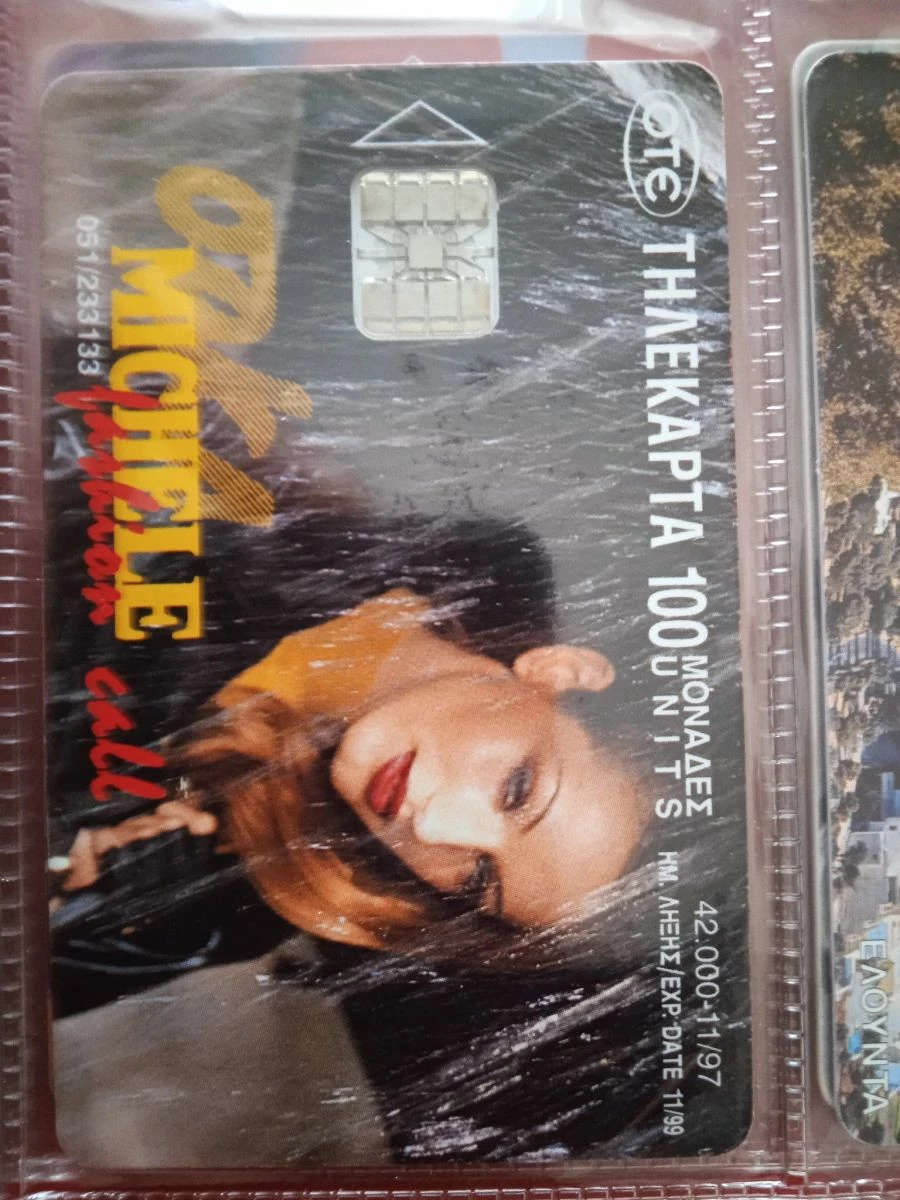 ΟΤΕ
ΤΗΛΕΚΑΡΤΑ 100 ΜΟΝΑΔΕΣ
UNITS
42.000-11/97
ΗΜ. ΛΗΞΗΣ/EXP. DATE 11/99
MICHELE
fashion call
051/233133
ΕΛΟΥΝΤΑ